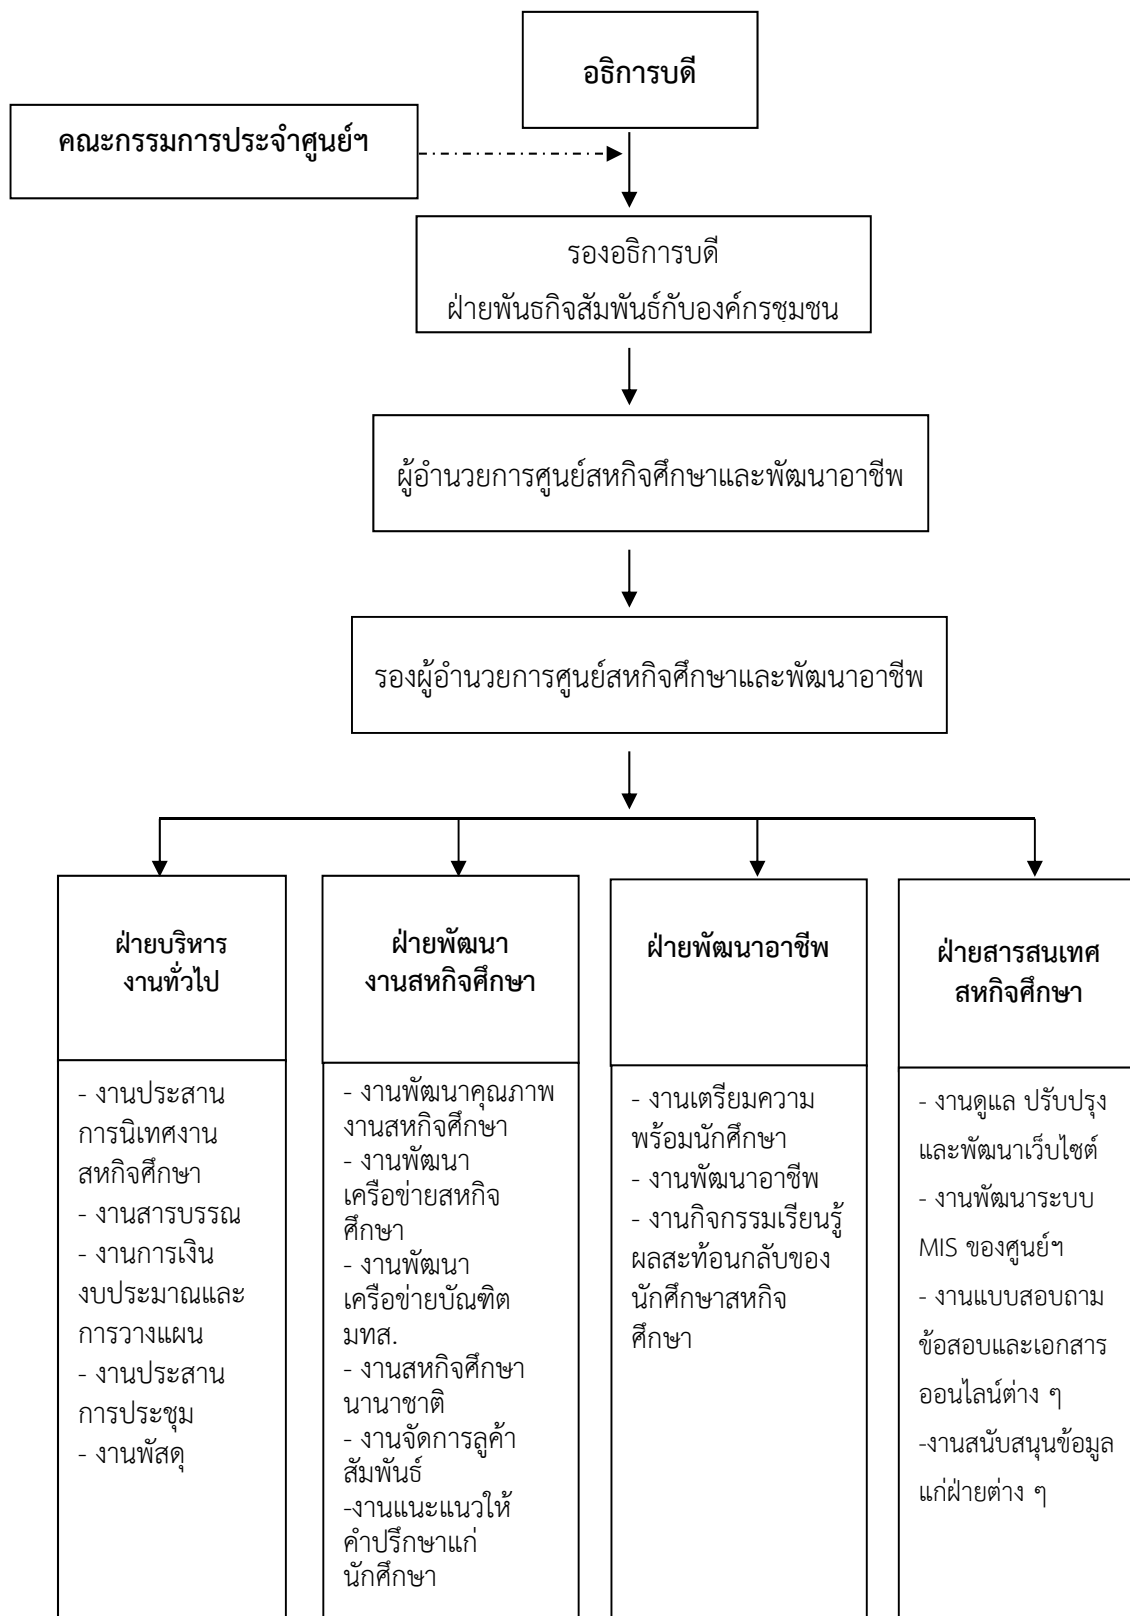 อธิการบดี
คณะกรรมการประจำศูนย์ฯ
รองอธิการบดี
ฝ่ายพันธกิจสัมพันธ์กับองค์กรชุมชน
ผู้อำนวยการศูนย์สหกิจศึกษาและพัฒนาอาชีพ
รองผู้อำนวยการศูนย์สหกิจศึกษาและพัฒนาอาชีพ
ฝ่ายบริหาร
งานทั่วไป
- งานประสาน
การนิเทศงาน
สหกิจศึกษา
- งานสารบรรณ
- งานการเงิน
งบประมาณและ
การวางแผน
- งานประสาน
การประชุม
- งานพัสดุ
ฝ่ายพัฒนา
งานสหกิจศึกษา
- งานพัฒนาคุณภาพ
งานสหกิจศึกษา
- งานพัฒนา
เครือข่ายสหกิจ
ศึกษา
- งานพัฒนา
เครือข่ายบัณฑิต
มทส.
- งานสหกิจศึกษา
นานาชาติ
- งานจัดการลูกค้า
สัมพันธ์
-งานแนะแนวให้
คำปรึกษาแก่
นักศึกษา
ฝ่ายพัฒนาอาชีพ
- งานเตรียมความ
พร้อมนักศึกษา
- งานพัฒนาอาชีพ
- งานกิจกรรมเรียนรู้
ผลสะท้อนกลับของ
นักศึกษาสหกิจ
ศึกษา
ฝ่ายสารสนเทศ
สหกิจศึกษา
- งานดูแล ปรับปรุง
และพัฒนาเว็บไซต์
- งานพัฒนาระบบ
MIS ของศูนย์ฯ
- งานแบบสอบถาม
ข้อสอบและเอกสาร
ออนไลน์ต่าง ๆ
-งานสนับสนุนข้อมูล
แก่ฝ่ายต่าง ๆ